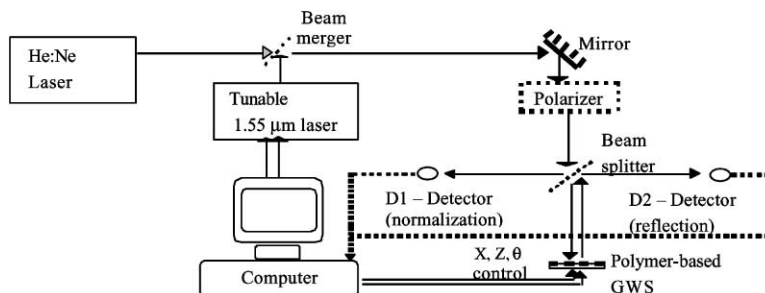 Beam
merger
He:Ne
Laser
Mirror
Tunable
1.55 μm laser
Polarizer
Beam
splitter
D1 – Detector
(normalization)
D2 – Detector
(reflection)
X, Z, θ
control
Polymer-based
GWS
Computer